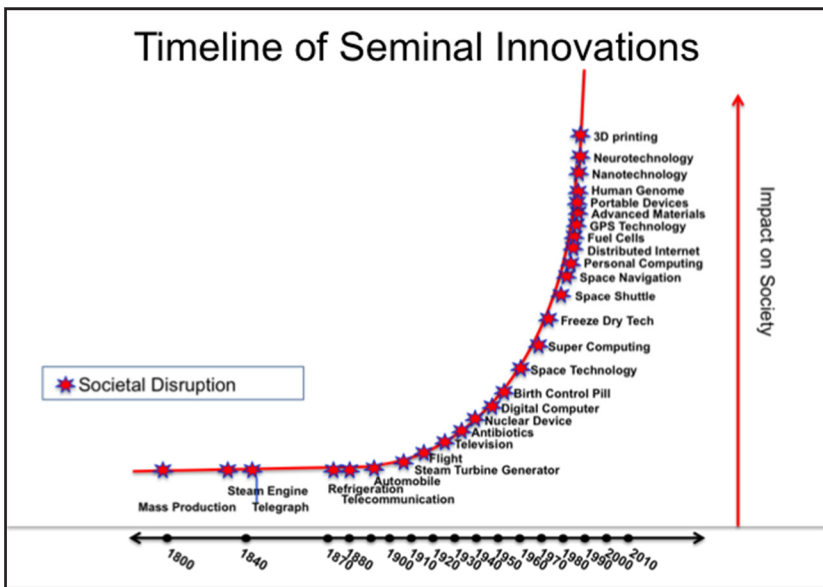 Timeline of Seminal Innovations
3D printing
Neurotechnology
Nanotechnology
Human Genome
Portable Devices
Advanced Materials
GPS Technology
Fuel Cells
Distributed Internet
Personal Computing
Space Navigation
Space Shuttle
Freeze Dry Tech
Super Computing
Space Technology
Birth Control Pill
Digital Computer
Nuclear Device
Antibiotics
Television
Flight
Steam Turbine Generator
Automobile
Refrigeration
Telecommunication
Steam Engine
Telegraph
Mass Production
Societal Disruption
Impact on Society
1800 1840 1870 1880 1900 1910 1920 1930 1940 1950 1960 1970 1980 1990 2000 2010